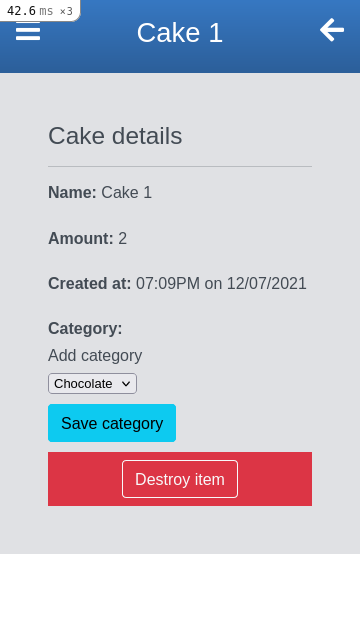 42.6 ms ×3
Cake 1
Cake details
Name: Cake 1
Amount: 2
Created at: 07:09PM on 12/07/2021
Category:
Add category
Chocolate
Save category
Destroy item